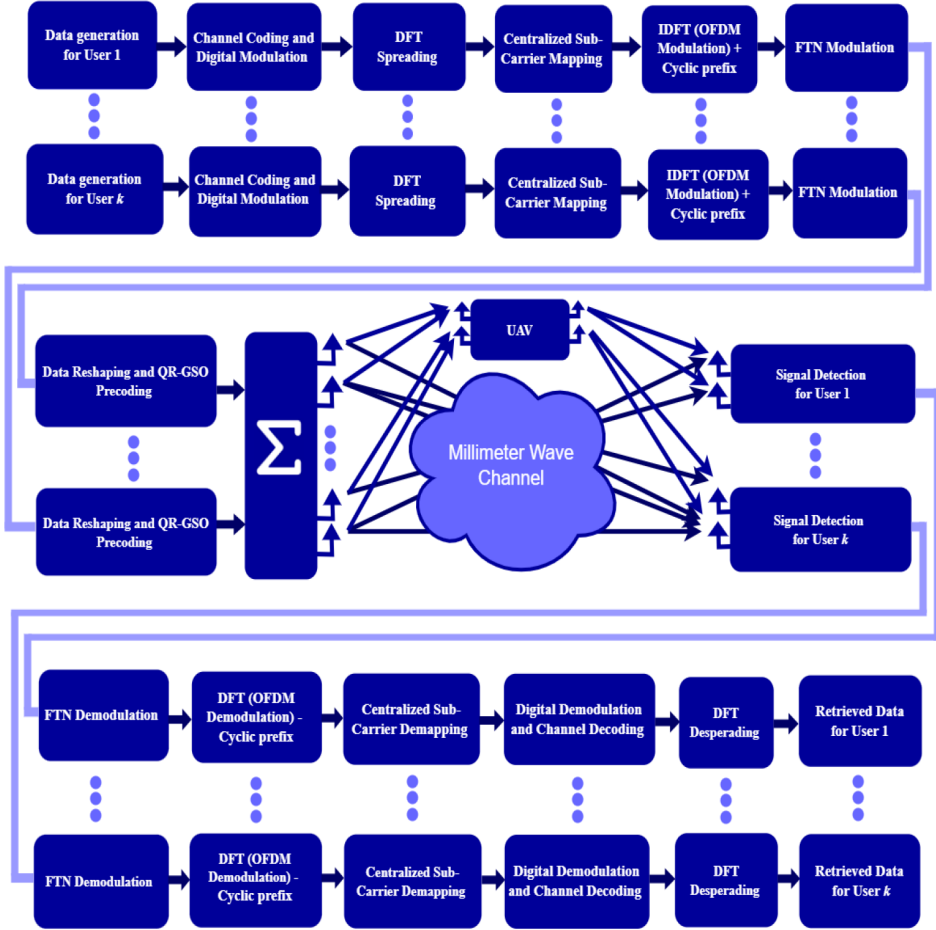 Data generation
for User 1
Channel Coding and
Digital Modulation
DFT
Spreading
Centralized Sub-
Carrier Mapping
IDFT (OFDM
Modulation) +
Cyclic prefix
FTN Modulation
Data generation
for User k
Channel Coding and
Digital Modulation
DFT
Spreading
Centralized Sub-
Carrier Mapping
IDFT (OFDM
Modulation) +
Cyclic prefix
FTN Modulation
Data Reshaping and QR-GSO
Precoding
Data Reshaping and QR-GSO
Precoding
Σ
UAV
Millimeter Wave
Channel
Signal Detection
for User 1
Signal Detection
for User k
FTN Demodulation
DFT (OFDM
Demodulation) -
Cyclic prefix
Centralized Sub-
Carrier Demapping
Digital Demodulation
and Channel Decoding
DFT
Desperading
Retrieved Data
for User 1
FTN Demodulation
DFT (OFDM
Demodulation) -
Cyclic prefix
Centralized Sub-
Carrier Demapping
Digital Demodulation
and Channel Decoding
DFT
Desperading
Retrieved Data
for User k